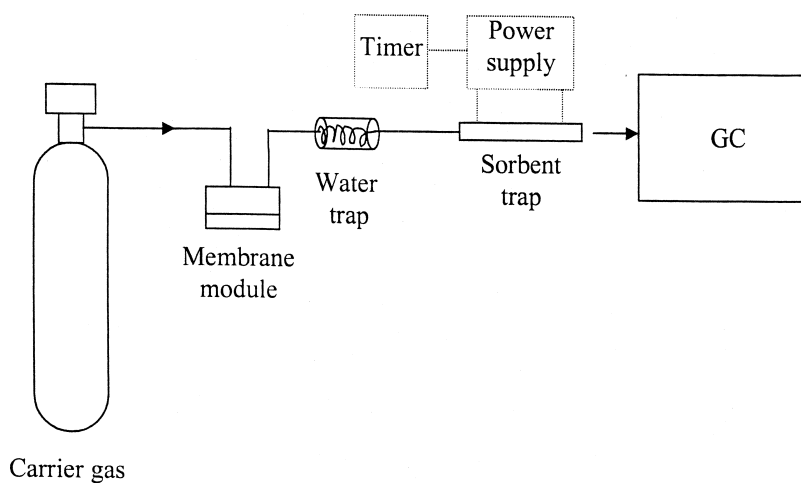 Timer
Power
supply
GC
Water
trap
Sorbent
trap
Membrane
module
Carrier gas